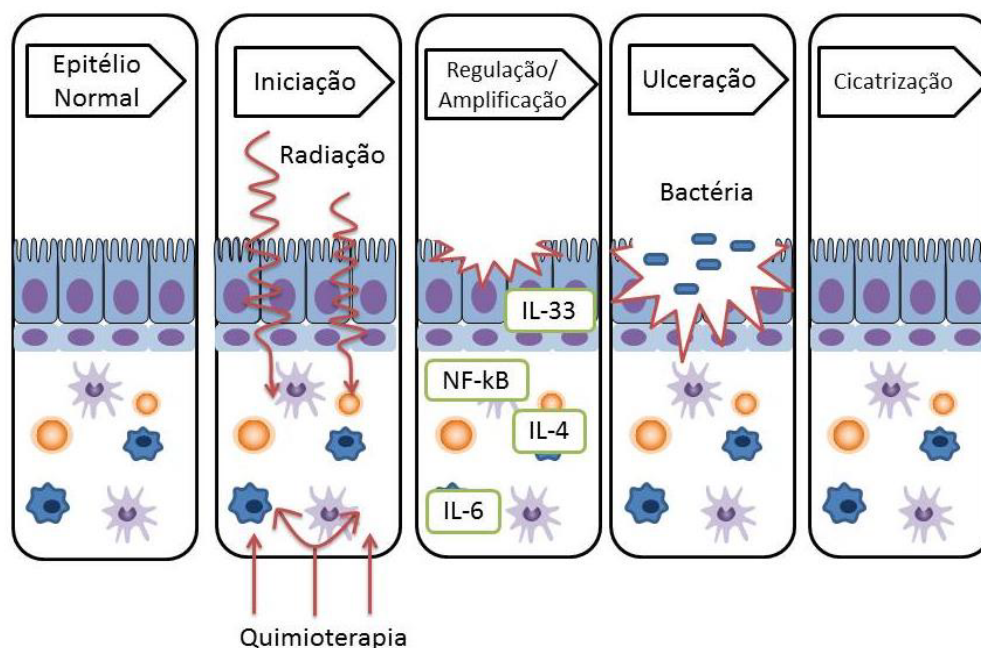 Epitélio
Normal
Iniciação
Regulação/
Amplificação
Ulceração
Cicatrização
Radiação
Bactéria
IL-33
NF-kB
IL-4
IL-6
Quimioterapia